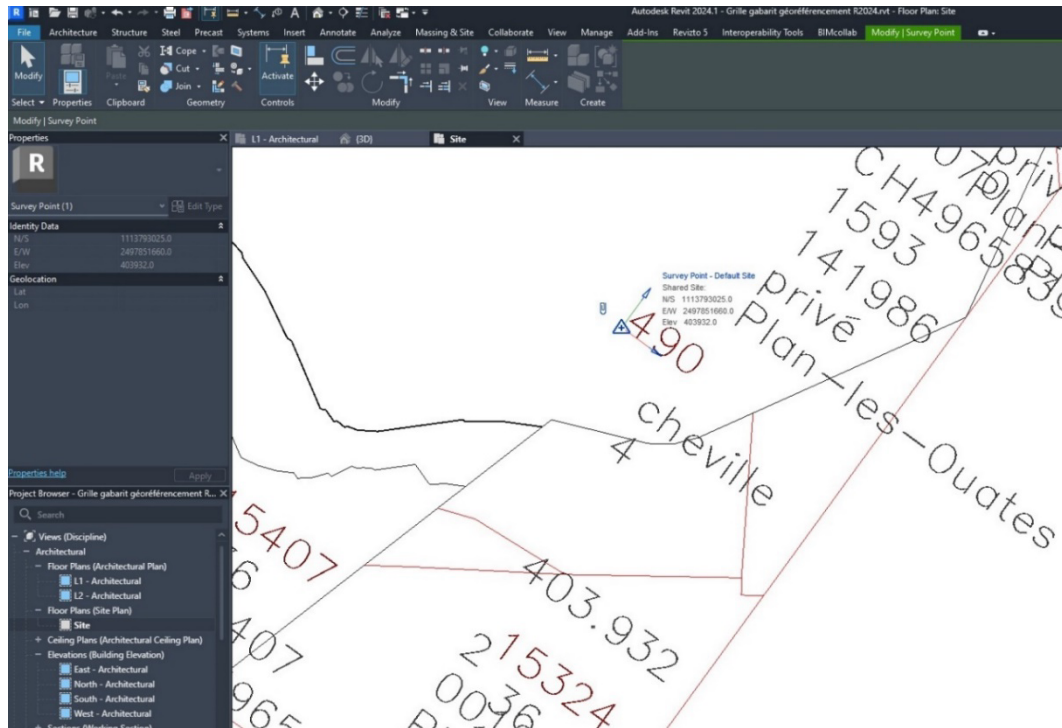 Autodesk Revit 2024.1 - Grille gabarit géoréférencement R2024.rvt - Floor Plan: Site
File Architecture Structure Steel Precast Systems Insert Annotate Analyze Massing & Site Collaborate View Manage Add-Ins Revizto 5 Interoperability Tools BIMcollab Modify | Survey Point
Modify
Paste
Cope
Cut
Join
Activate
Select Properties Clipboard Geometry Controls Modify View Measure Create
Modify | Survey Point
Properties
L1 - Architectural
{3D}
Site
R
Survey Point (1)
Edit Type
Identity Data
N/S 1113793025.0
E/W 2497851660.0
Elev 403932.0
Geolocation
Lat
Lon
Properties help
Apply
Project Browser - Grille gabarit géoréférencement R...
Search
Views (Discipline)
Architectural
Floor Plans (Architectural Plan)
L1 - Architectural
L2 - Architectural
Floor Plans (Site Plan)
Site
Ceiling Plans (Architectural Ceiling Plan)
Elevations (Building Elevation)
East - Architectural
North - Architectural
South - Architectural
West - Architectural
Survey Point - Default Site
Shared Site:
N/S 1113793025.0
E/W 2497851660.0
Elev 403932.0
490
CH4965839
1593
141986
privé
Plan-les-Ouates
cheville
4
403.932
2
15324
15407
407